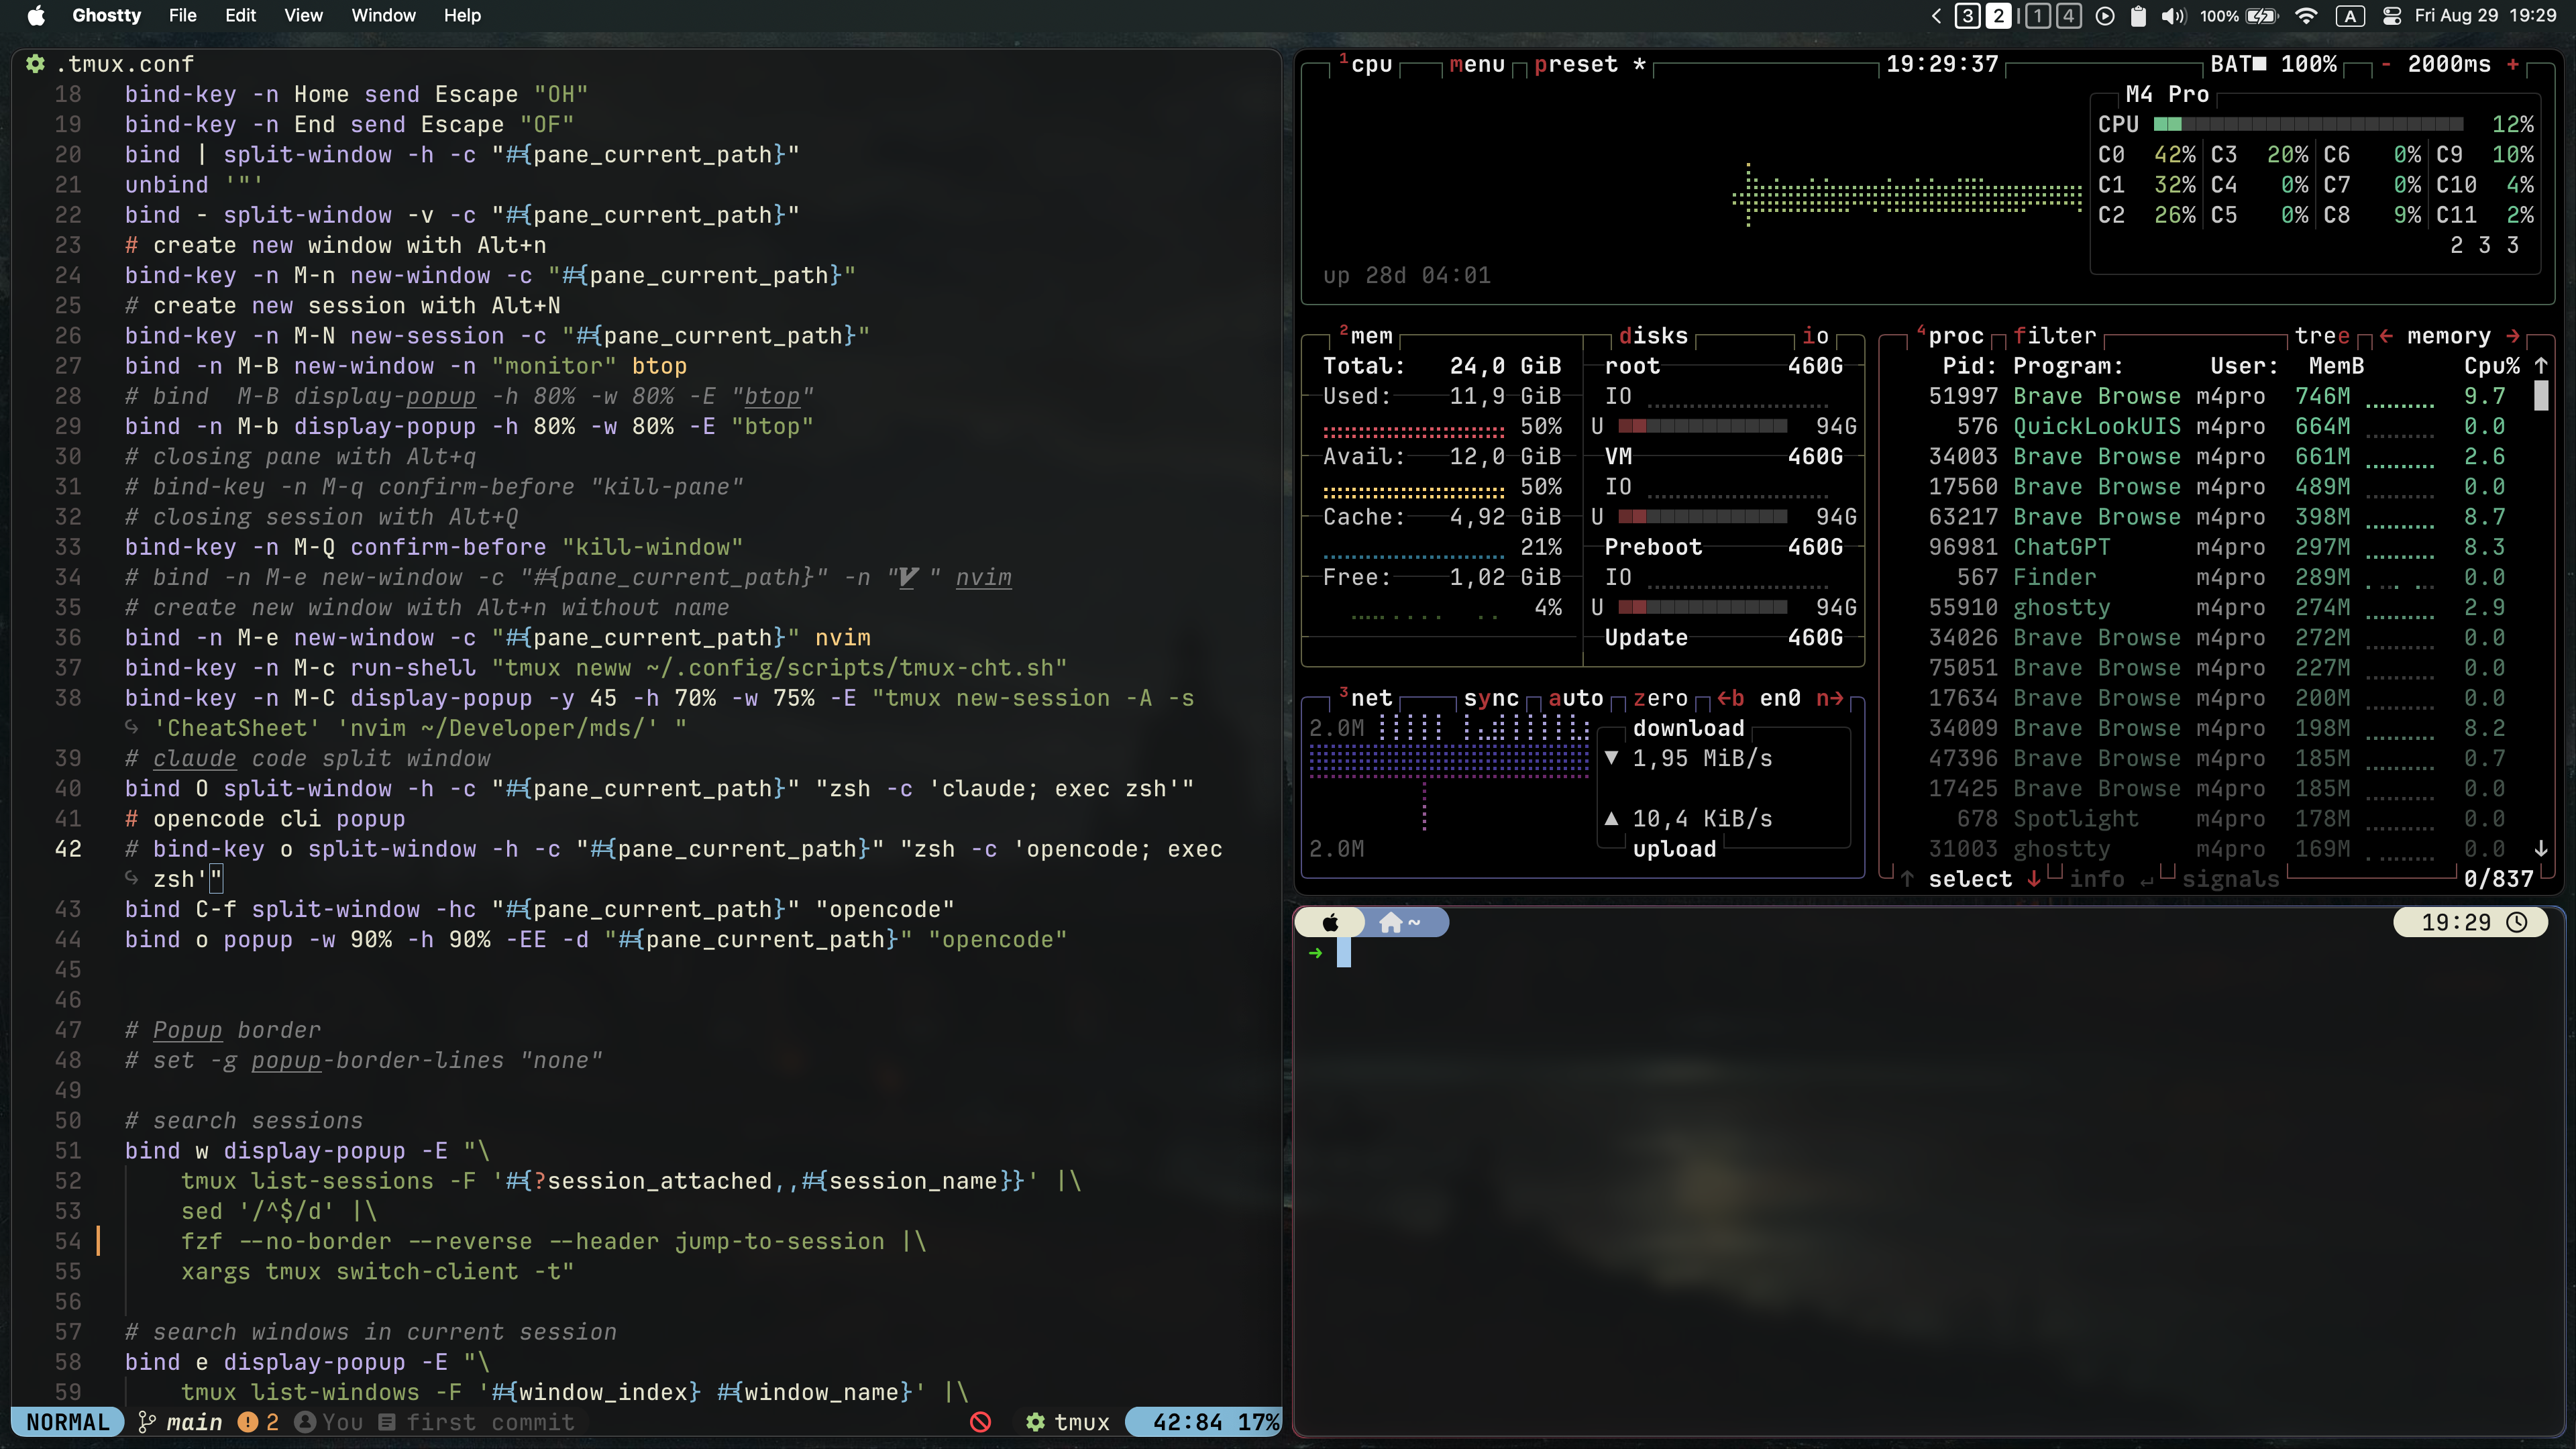 Ghostty File Edit View Window Help
3 2 1 4 100% A Fri Aug 29 19:29
.tmux.conf
18 bind-key -n Home send Escape "OH"
19 bind-key -n End send Escape "OF"
20 bind | split-window -h -c "#{pane_current_path}"
21 unbind '"'
22 bind - split-window -v -c "#{pane_current_path}"
23 # create new window with Alt+n
24 bind-key -n M-n new-window -c "#{pane_current_path}"
25 # create new session with Alt+N
26 bind-key -n M-N new-session -c "#{pane_current_path}"
27 bind -n M-B new-window -n "monitor" btop
28 # bind  M-B display-popup -h 80% -w 80% -E "btop"
29 bind -n M-b display-popup -h 80% -w 80% -E "btop"
30 # closing pane with Alt+q
31 # bind-key -n M-q confirm-before "kill-pane"
32 # closing session with Alt+Q
33 bind-key -n M-Q confirm-before "kill-window"
34 # bind -n M-e new-window -c "#{pane_current_path}" -n " " nvim
35 # create new window with Alt+n without name
36 bind -n M-e new-window -c "#{pane_current_path}" nvim
37 bind-key -n M-c run-shell "tmux neww ~/.config/scripts/tmux-cht.sh"
38 bind-key -n M-C display-popup -y 45 -h 70% -w 75% -E "tmux new-session -A -s
'CheatSheet' 'nvim ~/Developer/mds/' "
39 # claude code split window
40 bind O split-window -h -c "#{pane_current_path}" "zsh -c 'claude; exec zsh'"
41 # opencode cli popup
42 # bind-key o split-window -h -c "#{pane_current_path}" "zsh -c 'opencode; exec
zsh'"
43 bind C-f split-window -hc "#{pane_current_path}" "opencode"
44 bind o popup -w 90% -h 90% -EE -d "#{pane_current_path}" "opencode"
45
46
47 # Popup border
48 # set -g popup-border-lines "none"
49
50 # search sessions
51 bind w display-popup -E "\
52 tmux list-sessions -F '#{?session_attached,,#{session_name}}' |\
53 sed '/^$/d' |\
54 fzf --no-border --reverse --header jump-to-session |\
55 xargs tmux switch-client -t"
56
57 # search windows in current session
58 bind e display-popup -E "\
59 tmux list-windows -F '#{window_index} #{window_name}' |\
NORMAL main 2 You first commit tmux 42:84 17%
1cpu menu preset * 19:29:37 BAT 100% - 2000ms +
M4 Pro
CPU 12%
C0 42% C3 20% C6 0% C9 10%
C1 32% C4 0% C7 0% C10 4%
C2 26% C5 0% C8 9% C11 2%
2 3 3
up 28d 04:01
2mem disks io
Total: 24,0 GiB root 460G
Used: 11,9 GiB IO
50% U 94G
Avail: 12,0 GiB VM 460G
50% IO
Cache: 4,92 GiB U 94G
21% Preboot 460G
Free: 1,02 GiB IO
4% U 94G
Update 460G
3net sync auto zero ←b en0 n→
2.0M download
▼ 1,95 MiB/s
▲ 10,4 KiB/s
2.0M upload
4proc filter tree ← memory →
Pid: Program: User: MemB Cpu% ↑
51997 Brave Browse m4pro 746M 9.7
576 QuickLookUIS m4pro 664M 0.0
34003 Brave Browse m4pro 661M 2.6
17560 Brave Browse m4pro 489M 0.0
63217 Brave Browse m4pro 398M 8.7
96981 ChatGPT m4pro 297M 8.3
567 Finder m4pro 289M 0.0
55910 ghostty m4pro 274M 2.9
34026 Brave Browse m4pro 272M 0.0
75051 Brave Browse m4pro 227M 0.0
17634 Brave Browse m4pro 200M 0.0
34009 Brave Browse m4pro 198M 8.2
47396 Brave Browse m4pro 185M 0.7
17425 Brave Browse m4pro 185M 0.0
678 Spotlight m4pro 178M 0.0
31003 ghostty m4pro 169M 0.0 ↓
↑ select ↓ info ↵ signals 0/837
~ 19:29
→